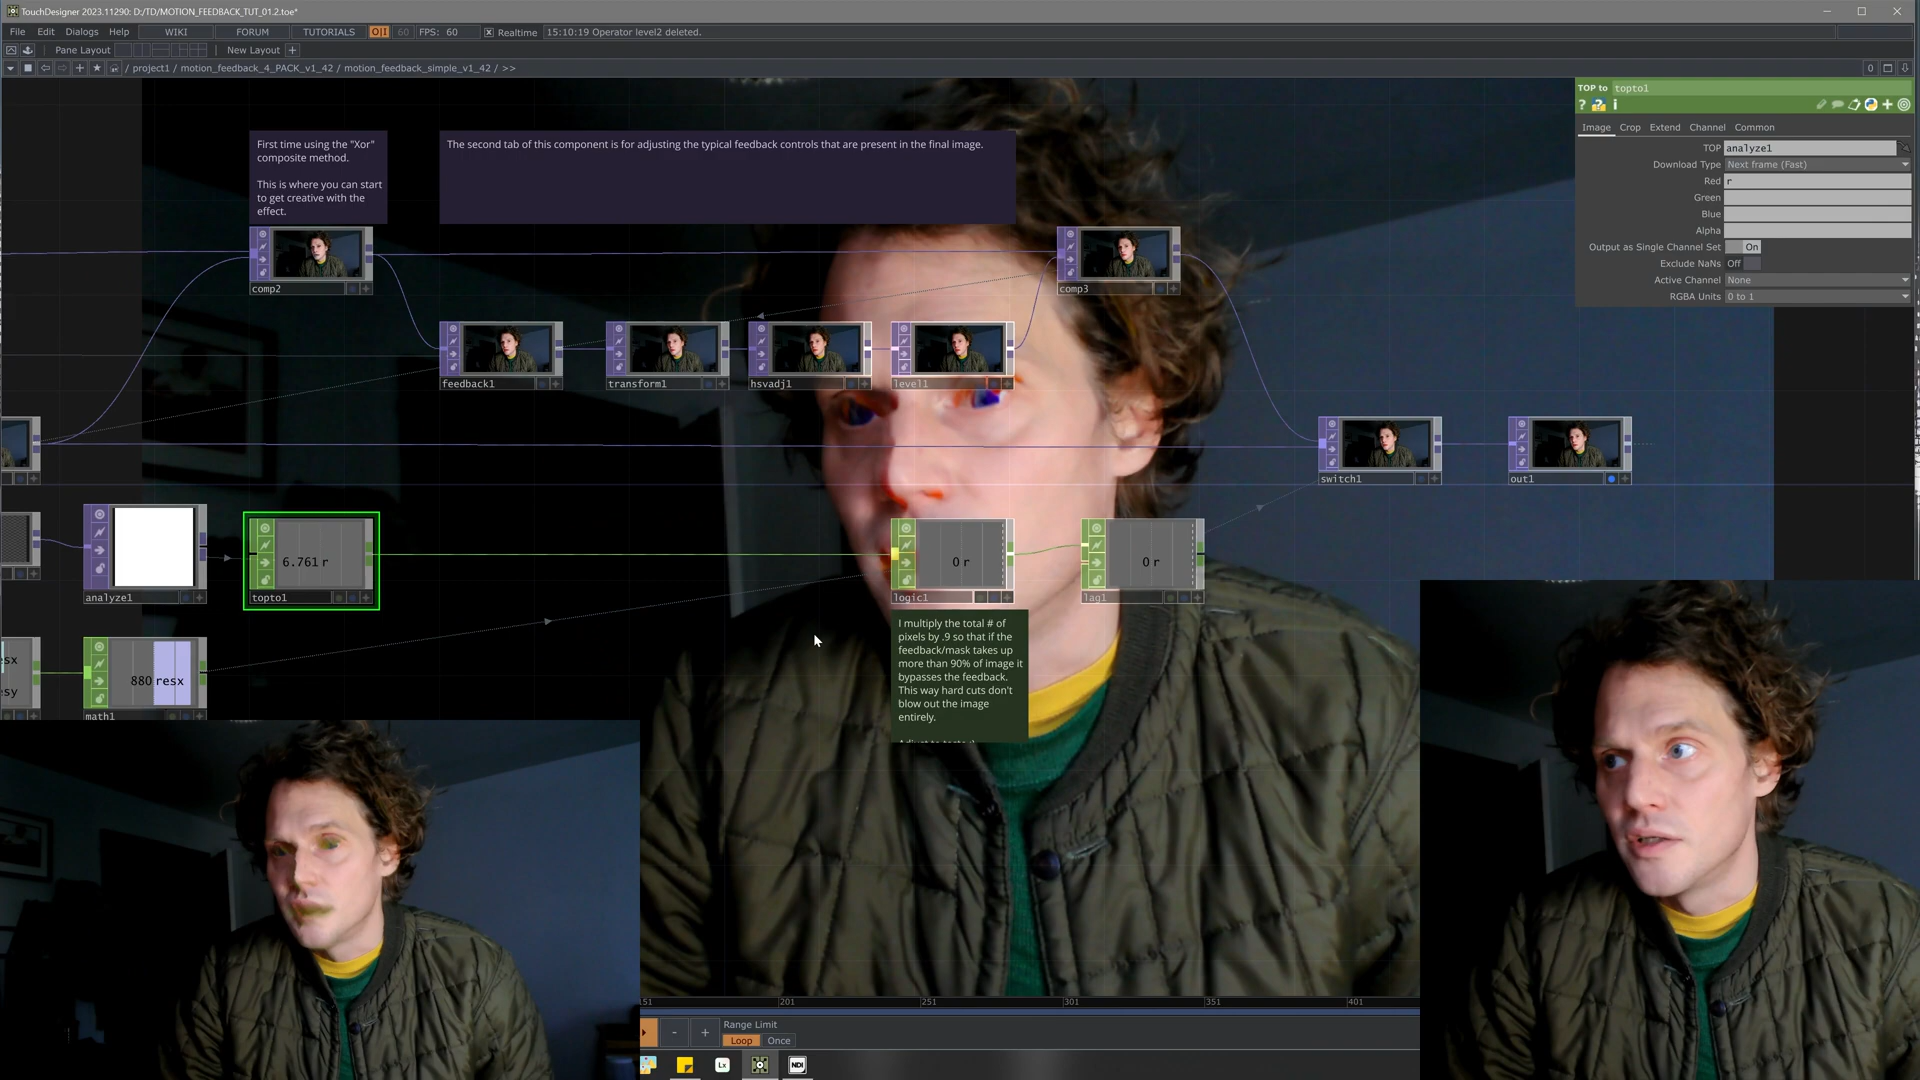 TouchDesigner 2023.11290: D:/TD/MOTION_FEEDBACK_TUT_01.2.toe*
File Edit Dialogs Help WIKI FORUM TUTORIALS O|I 60 FPS: 60 Realtime 15:10:19 Operator level2 deleted.
Pane Layout New Layout +
/ project1 / motion_feedback_4_PACK_v1_42 / motion_feedback_simple_v1_42 / >> 0
First time using the "Xor"
composite method.
This is where you can start
to get creative with the
effect.
The second tab of this component is for adjusting the typical feedback controls that are present in the final image.
TOP to topto1
? i
Image Crop Extend Channel Common
TOP analyze1
Download Type Next frame (Fast)
Red r
Green
Blue
Alpha
Output as Single Channel Set On
Exclude NaNs Off
Active Channel None
RGBA Units 0 to 1
comp2
comp3
feedback1
transform1
hsvadj1
level1
switch1
out1
analyze1
6.761 r
topto1
0 r
logic1
0 r
lag1
esx
esy
880 resx
math1
I multiply the total # of
pixels by .9 so that if the
feedback/mask takes up
more than 90% of image it
bypasses the feedback.
This way hard cuts don't
blow out the image
entirely.
151 201 251 301 351 401
- + Range Limit
Loop Once
Lx NDI